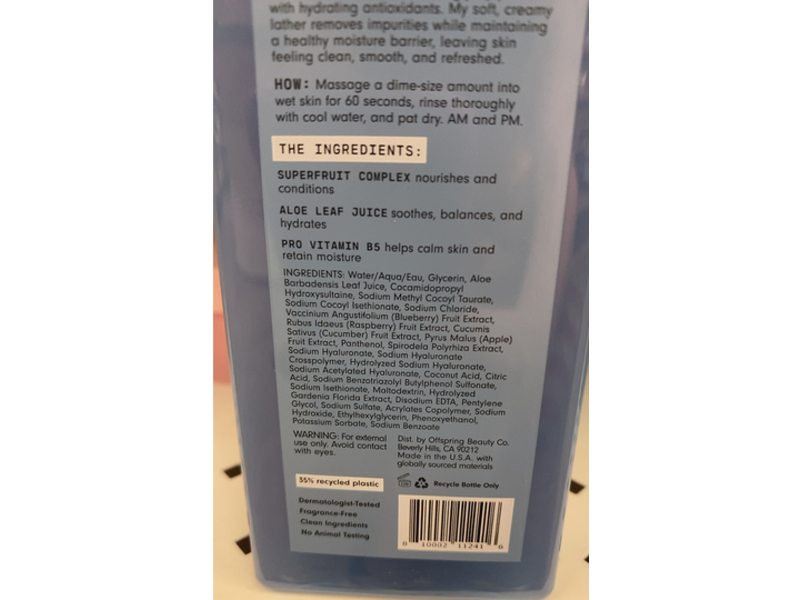 with hydrating antioxidants. My soft, creamy
lather removes impurities while maintaining
a healthy moisture barrier, leaving skin
feeling clean, smooth, and refreshed.
HOW: Massage a dime-size amount into
wet skin for 60 seconds, rinse thoroughly
with cool water, and pat dry. AM and PM.
THE INGREDIENTS:
SUPERFRUIT COMPLEX nourishes and
conditions
ALOE LEAF JUICE soothes, balances, and
hydrates
PRO VITAMIN B5 helps calm skin and
retain moisture
INGREDIENTS: Water/Aqua/Eau, Glycerin, Aloe
Barbadensis Leaf Juice, Cocamidopropyl
Hydroxysultaine, Sodium Methyl Cocoyl Taurate,
Sodium Cocoyl Isethionate, Sodium Chloride,
Vaccinium Angustifolium (Blueberry) Fruit Extract,
Rubus Idaeus (Raspberry) Fruit Extract, Cucumis
Sativus (Cucumber) Fruit Extract, Pyrus Malus (Apple)
Fruit Extract, Panthenol, Spirodela Polyrhiza Extract,
Sodium Hyaluronate, Sodium Hyaluronate
Crosspolymer, Hydrolyzed Sodium Hyaluronate,
Sodium Acetylated Hyaluronate, Coconut Acid, Citric
Acid, Sodium Benzotriazolyl Butylphenol Sulfonate,
Sodium Isethionate, Maltodextrin, Hydrolyzed
Gardenia Florida Extract, Disodium EDTA, Pentylene
Glycol, Sodium Sulfate, Acrylates Copolymer, Sodium
Hydroxide, Ethylhexylglycerin, Phenoxyethanol,
Potassium Sorbate, Sodium Benzoate
WARNING: For external
use only. Avoid contact
with eyes.
Dist. by Offspring Beauty Co.
Beverly Hills, CA 90212
Made in the U.S.A. with
globally sourced materials
35% recycled plastic
Recycle Bottle Only
Dermatologist-Tested
Fragrance-Free
Clean Ingredients
No Animal Testing
8 10002 11241 6